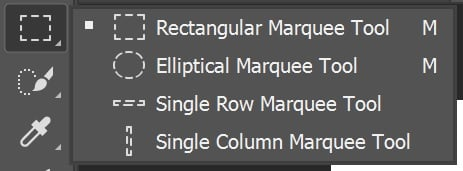 Rectangular Marquee Tool M
Elliptical Marquee Tool M
Single Row Marquee Tool
Single Column Marquee Tool